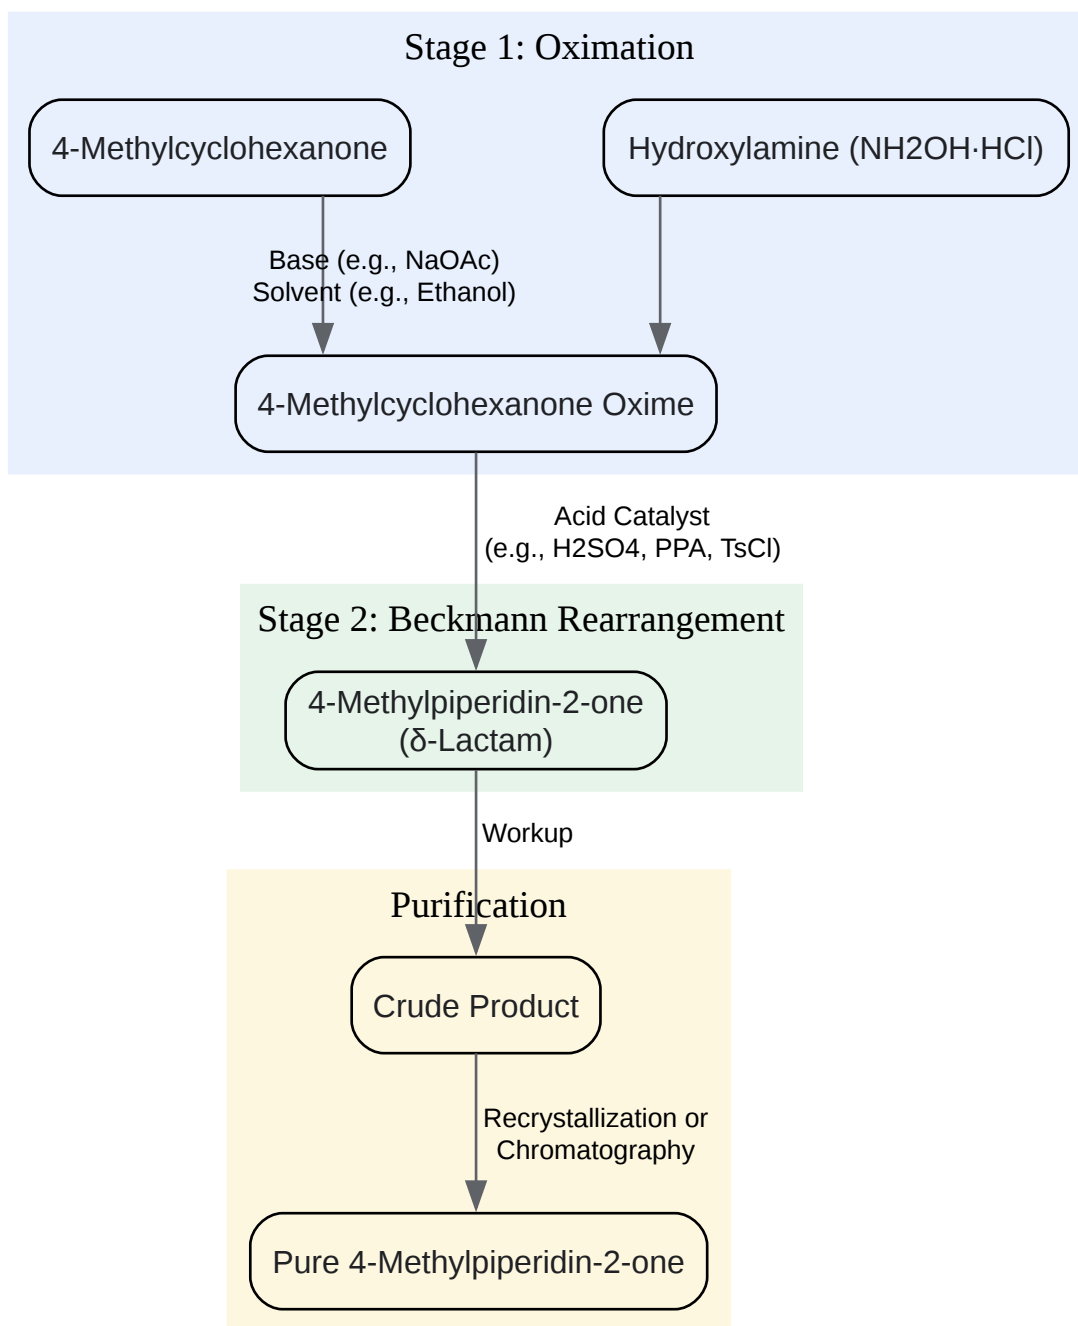 Stage 1: Oximation
4-Methylcyclohexanone
Hydroxylamine (NH2OH·HCl)
Base (e.g., NaOAc)
Solvent (e.g., Ethanol)
4-Methylcyclohexanone Oxime
Acid Catalyst
(e.g., H2SO4, PPA, TsCl)
Stage 2: Beckmann Rearrangement
4-Methylpiperidin-2-one
(δ-Lactam)
Workup
Purification
Crude Product
Recrystallization or
Chromatography
Pure 4-Methylpiperidin-2-one